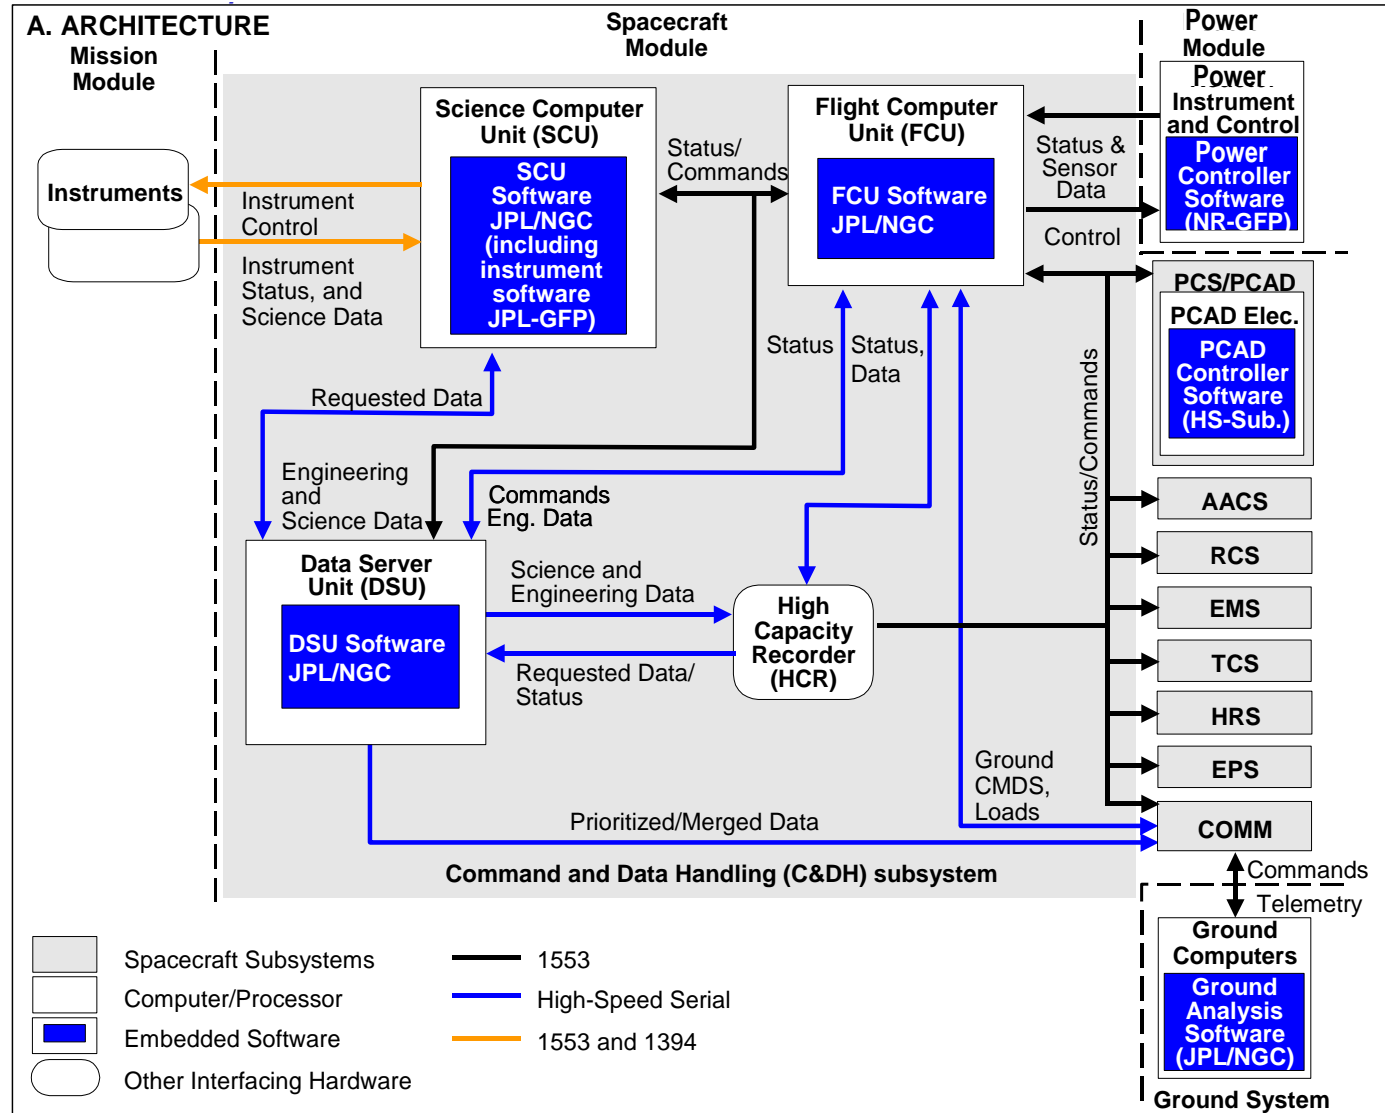 A. ARCHITECTURE
Mission
Module
Spacecraft
Module
Power
Module
Science Computer
Unit (SCU)
SCU
Software
JPL/NGC
(including
instrument
software
JPL-GFP)
Flight Computer
Unit (FCU)
FCU Software
JPL/NGC
Power
Instrument
and Control
Power
Controller
Software
(NR-GFP)
Status/
Commands
Status &
Sensor
Data
Control
Instruments
Instrument
Control
Instrument
Status, and
Science Data
PCS/PCAD
PCAD Elec.
PCAD
Controller
Software
(HS-Sub.)
Status
Status,
Data
Requested Data
Status/Commands
Engineering
and
Science Data
Commands
Eng. Data
AACS
RCS
EMS
TCS
HRS
EPS
COMM
Data Server
Unit (DSU)
DSU Software
JPL/NGC
Science and
Engineering Data
Requested Data/
Status
High
Capacity
Recorder
(HCR)
Ground
CMDS,
Loads
Prioritized/Merged Data
Command and Data Handling (C&DH) subsystem
Commands
Telemetry
Ground
Computers
Ground
Analysis
Software
(JPL/NGC)
Ground System
Spacecraft Subsystems
Computer/Processor
Embedded Software
Other Interfacing Hardware
1553
High-Speed Serial
1553 and 1394